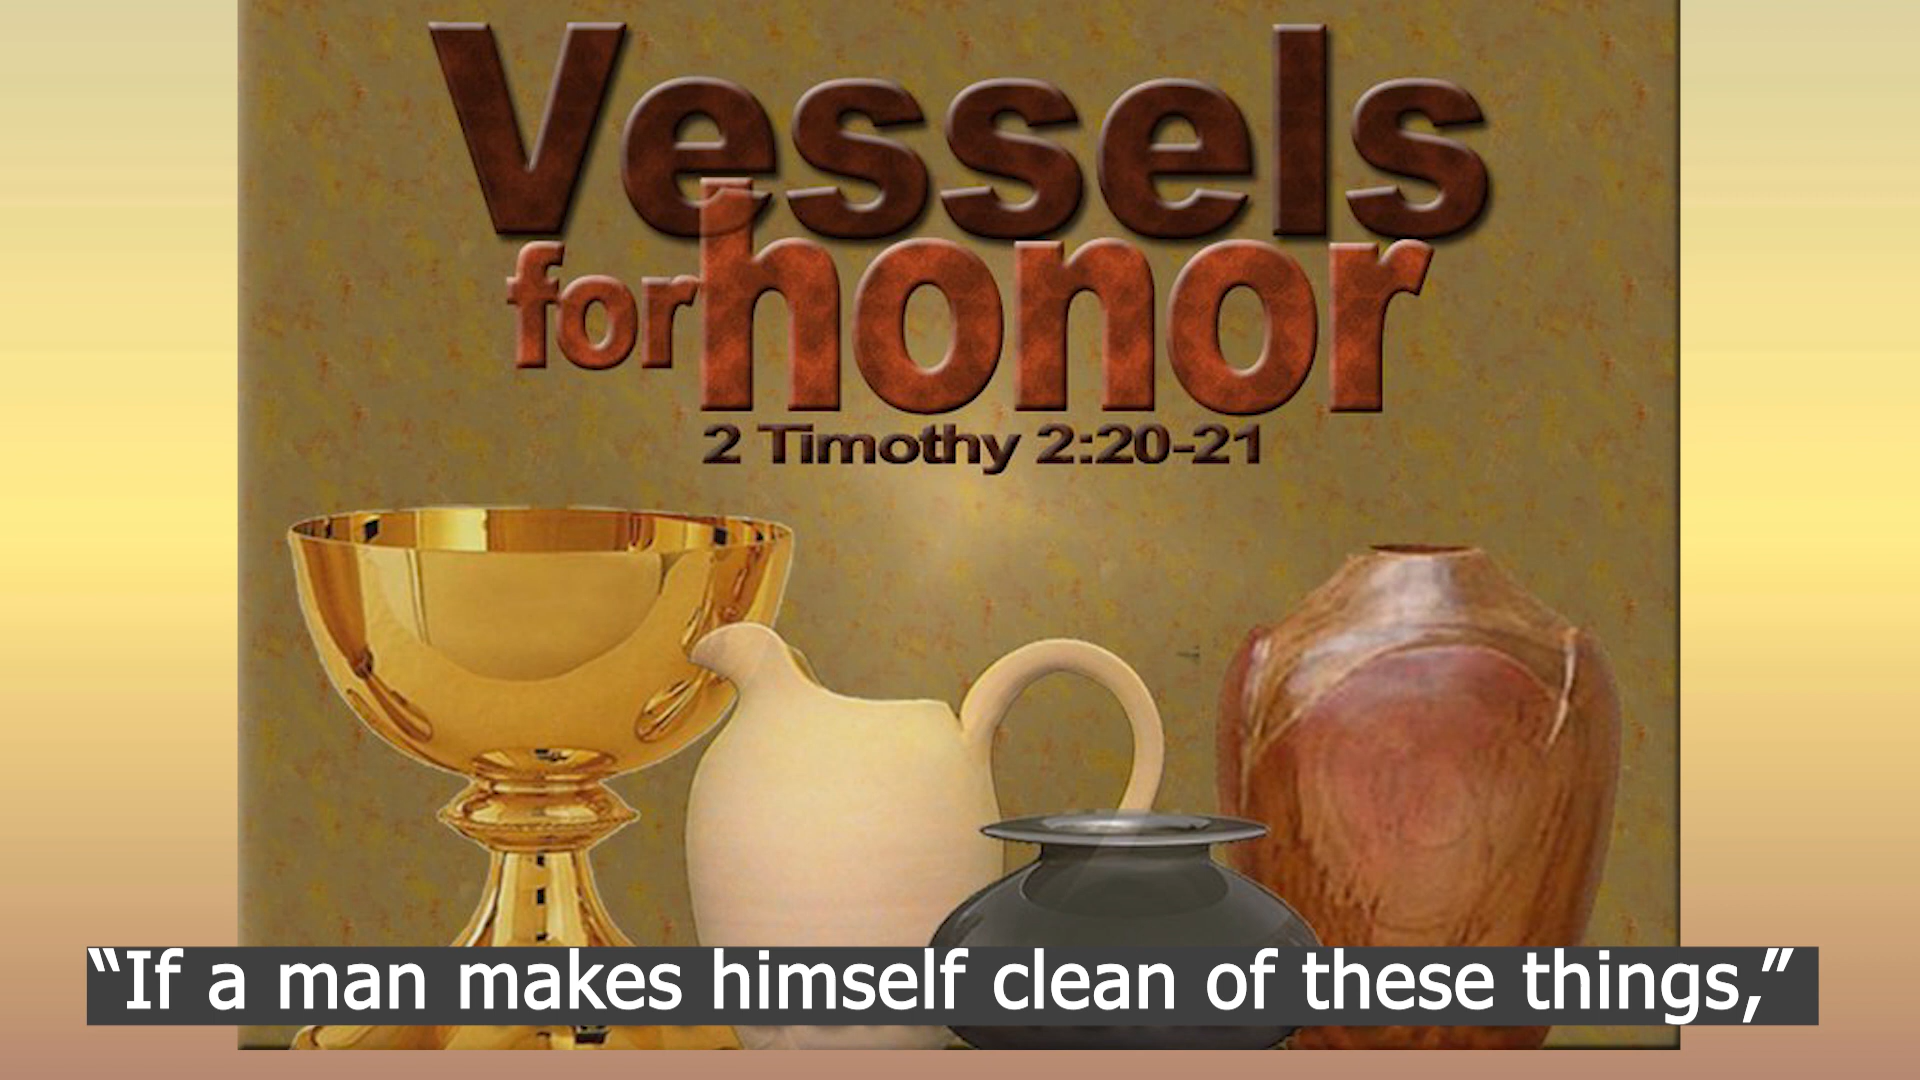 Vessels
for honor
2 Timothy 2:20-21
“If a man makes himself clean of these things,”